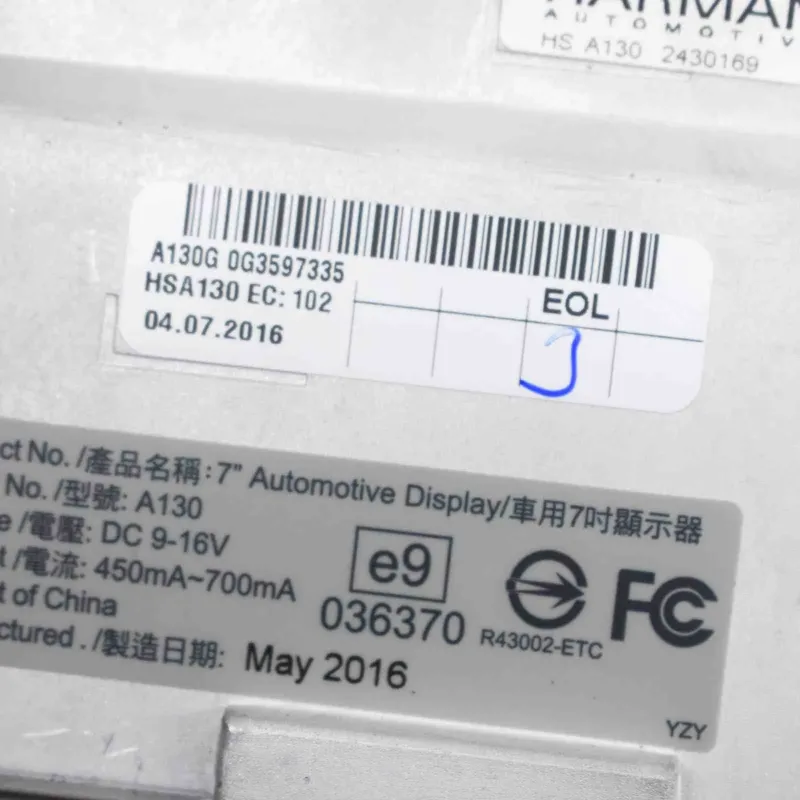 HARMAN
AUTOMOTIV
HS A130 2430169
A130G 0G3597335
HSA130 EC: 102
04.07.2016
EOL
ct No. /產品名稱: 7" Automotive Display/車用7吋顯示器
No. /型號: A130
e /電壓: DC 9-16V
t /電流: 450mA~700mA
t of China
ctured . /製造日期: May 2016
e9
036370
R43002-ETC
FC
YZY